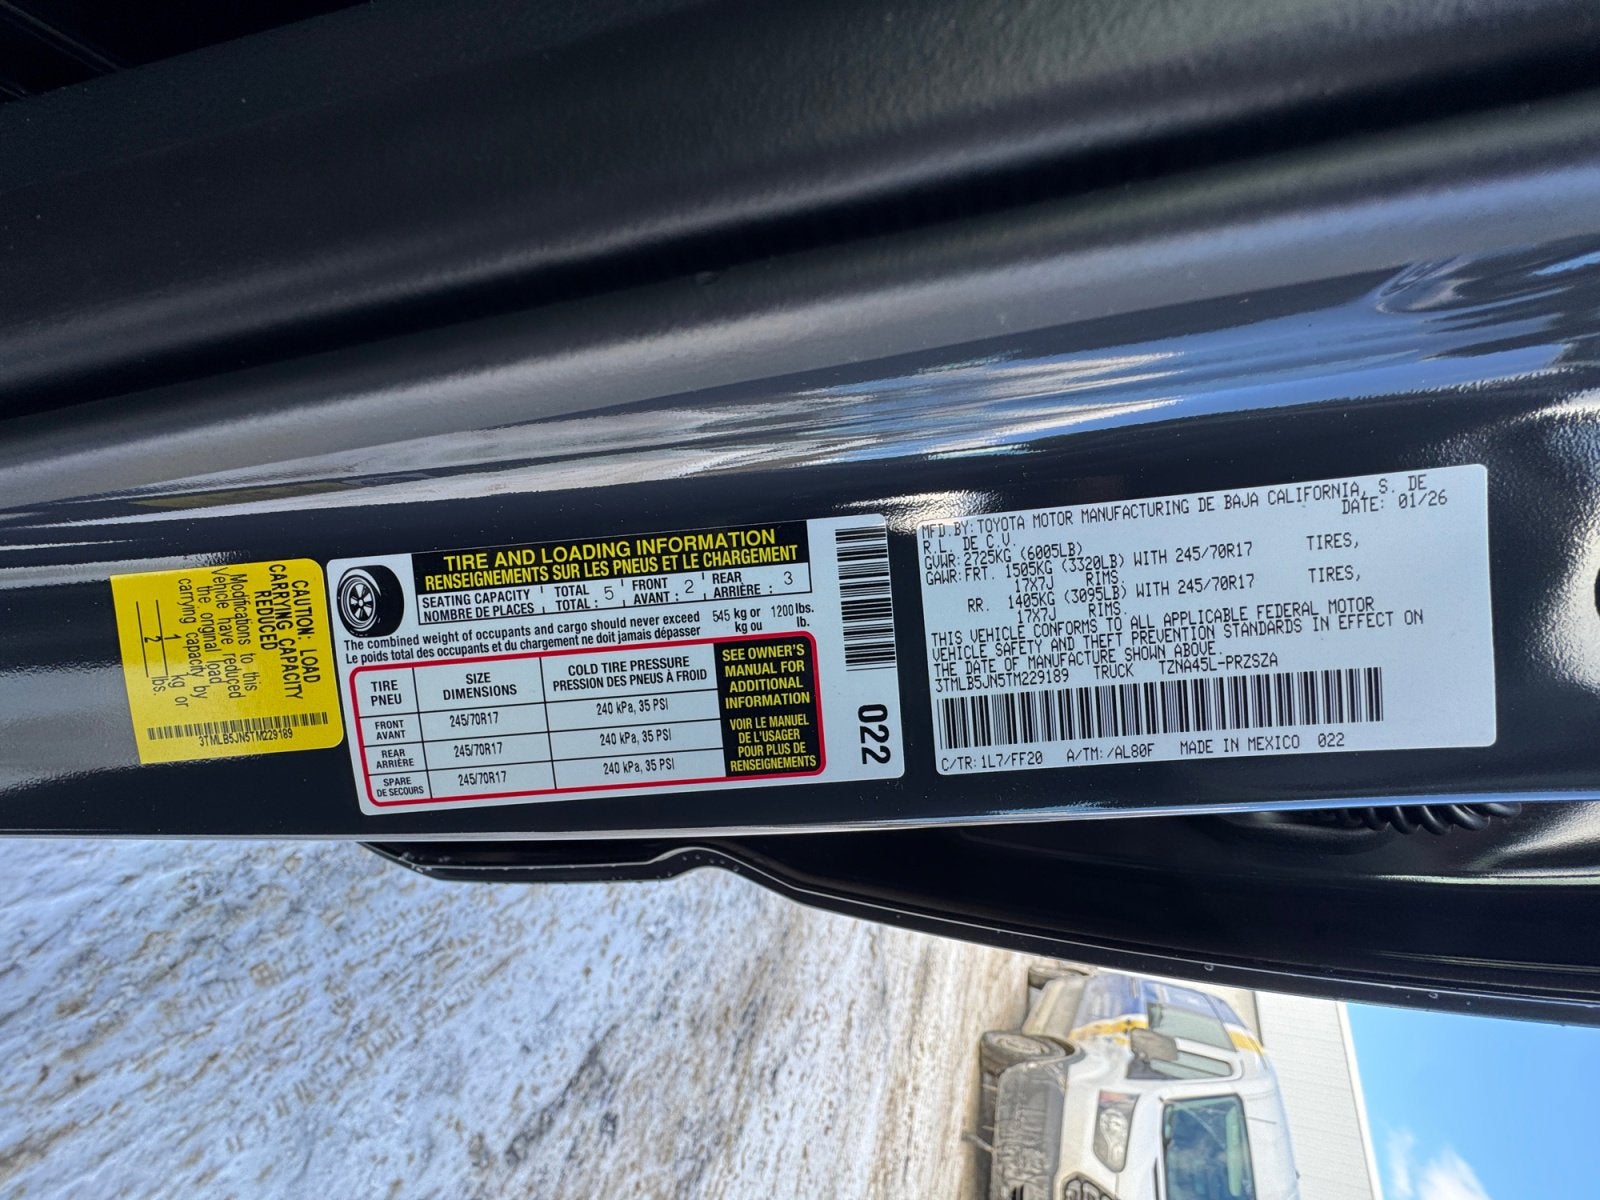 CAUTION: LOAD
CARRYING CAPACITY
REDUCED
Modifications to this
Vehicle have reduced
the original load
carrying capacity by
1 kg or
2 lbs.
3TMLB5JN5TM229189
TIRE AND LOADING INFORMATION
RENSEIGNEMENTS SUR LES PNEUS ET LE CHARGEMENT
SEATING CAPACITY TOTAL 5 FRONT 2 REAR 3
NOMBRE DE PLACES TOTAL : AVANT : ARRIÈRE :
The combined weight of occupants and cargo should never exceed 545 kg or 1200 lbs.
Le poids total des occupants et du chargement ne doit jamais dépasser kg ou lb.
TIRE SIZE COLD TIRE PRESSURE
PNEU DIMENSIONS PRESSION DES PNEUS À FROID
FRONT
AVANT 245/70R17 240 kPa, 35 PSI
REAR
ARRIÈRE 245/70R17 240 kPa, 35 PSI
SPARE
DE SECOURS 245/70R17 240 kPa, 35 PSI
SEE OWNER'S
MANUAL FOR
ADDITIONAL
INFORMATION
VOIR LE MANUEL
DE L'USAGER
POUR PLUS DE
RENSEIGNEMENTS
022
MFD.BY:TOYOTA MOTOR MANUFACTURING DE BAJA CALIFORNIA, S. DE
R.L. DE C.V. DATE: 01/26
GVWR:2725KG (6005LB)
GAWR:FRT. 1505KG (3320LB) WITH 245/70R17 TIRES,
17X7J RIMS.
RR. 1405KG (3095LB) WITH 245/70R17 TIRES,
17X7J RIMS.
THIS VEHICLE CONFORMS TO ALL APPLICABLE FEDERAL MOTOR
VEHICLE SAFETY AND THEFT PREVENTION STANDARDS IN EFFECT ON
THE DATE OF MANUFACTURE SHOWN ABOVE.
3TMLB5JN5TM229189 TRUCK TZNA45L-PRZSZA
C/TR:1L7/FF20 A/TM:/AL80F MADE IN MEXICO 022